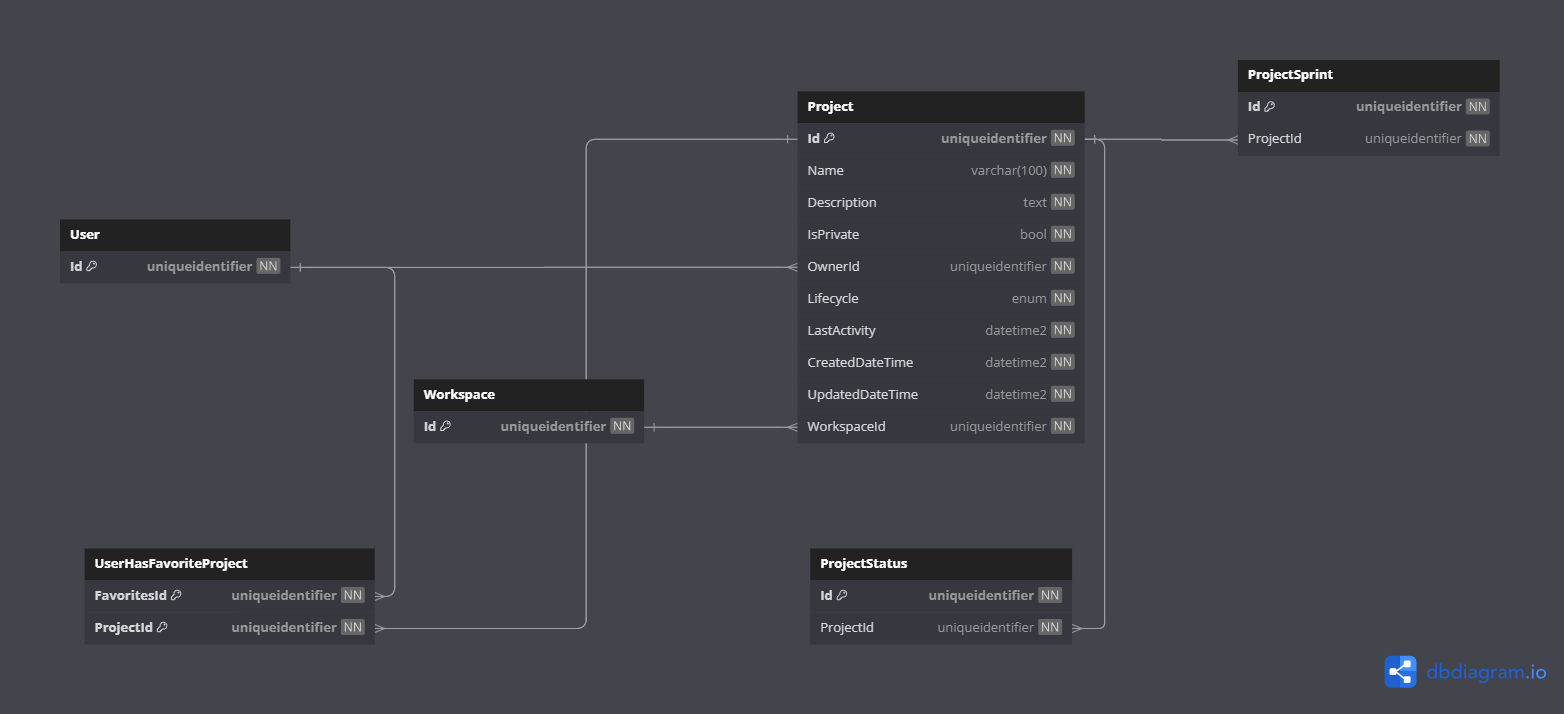 ProjectSprint
Id uniqueidentifier NN
ProjectId uniqueidentifier NN
Project
Id uniqueidentifier NN
Name varchar(100) NN
Description text NN
IsPrivate bool NN
OwnerId uniqueidentifier NN
Lifecycle enum NN
LastActivity datetime2 NN
CreatedDateTime datetime2 NN
UpdatedDateTime datetime2 NN
WorkspaceId uniqueidentifier NN
User
Id uniqueidentifier NN
Workspace
Id uniqueidentifier NN
UserHasFavoriteProject
FavoritesId uniqueidentifier NN
ProjectId uniqueidentifier NN
ProjectStatus
Id uniqueidentifier NN
ProjectId uniqueidentifier NN
dbdiagram.io